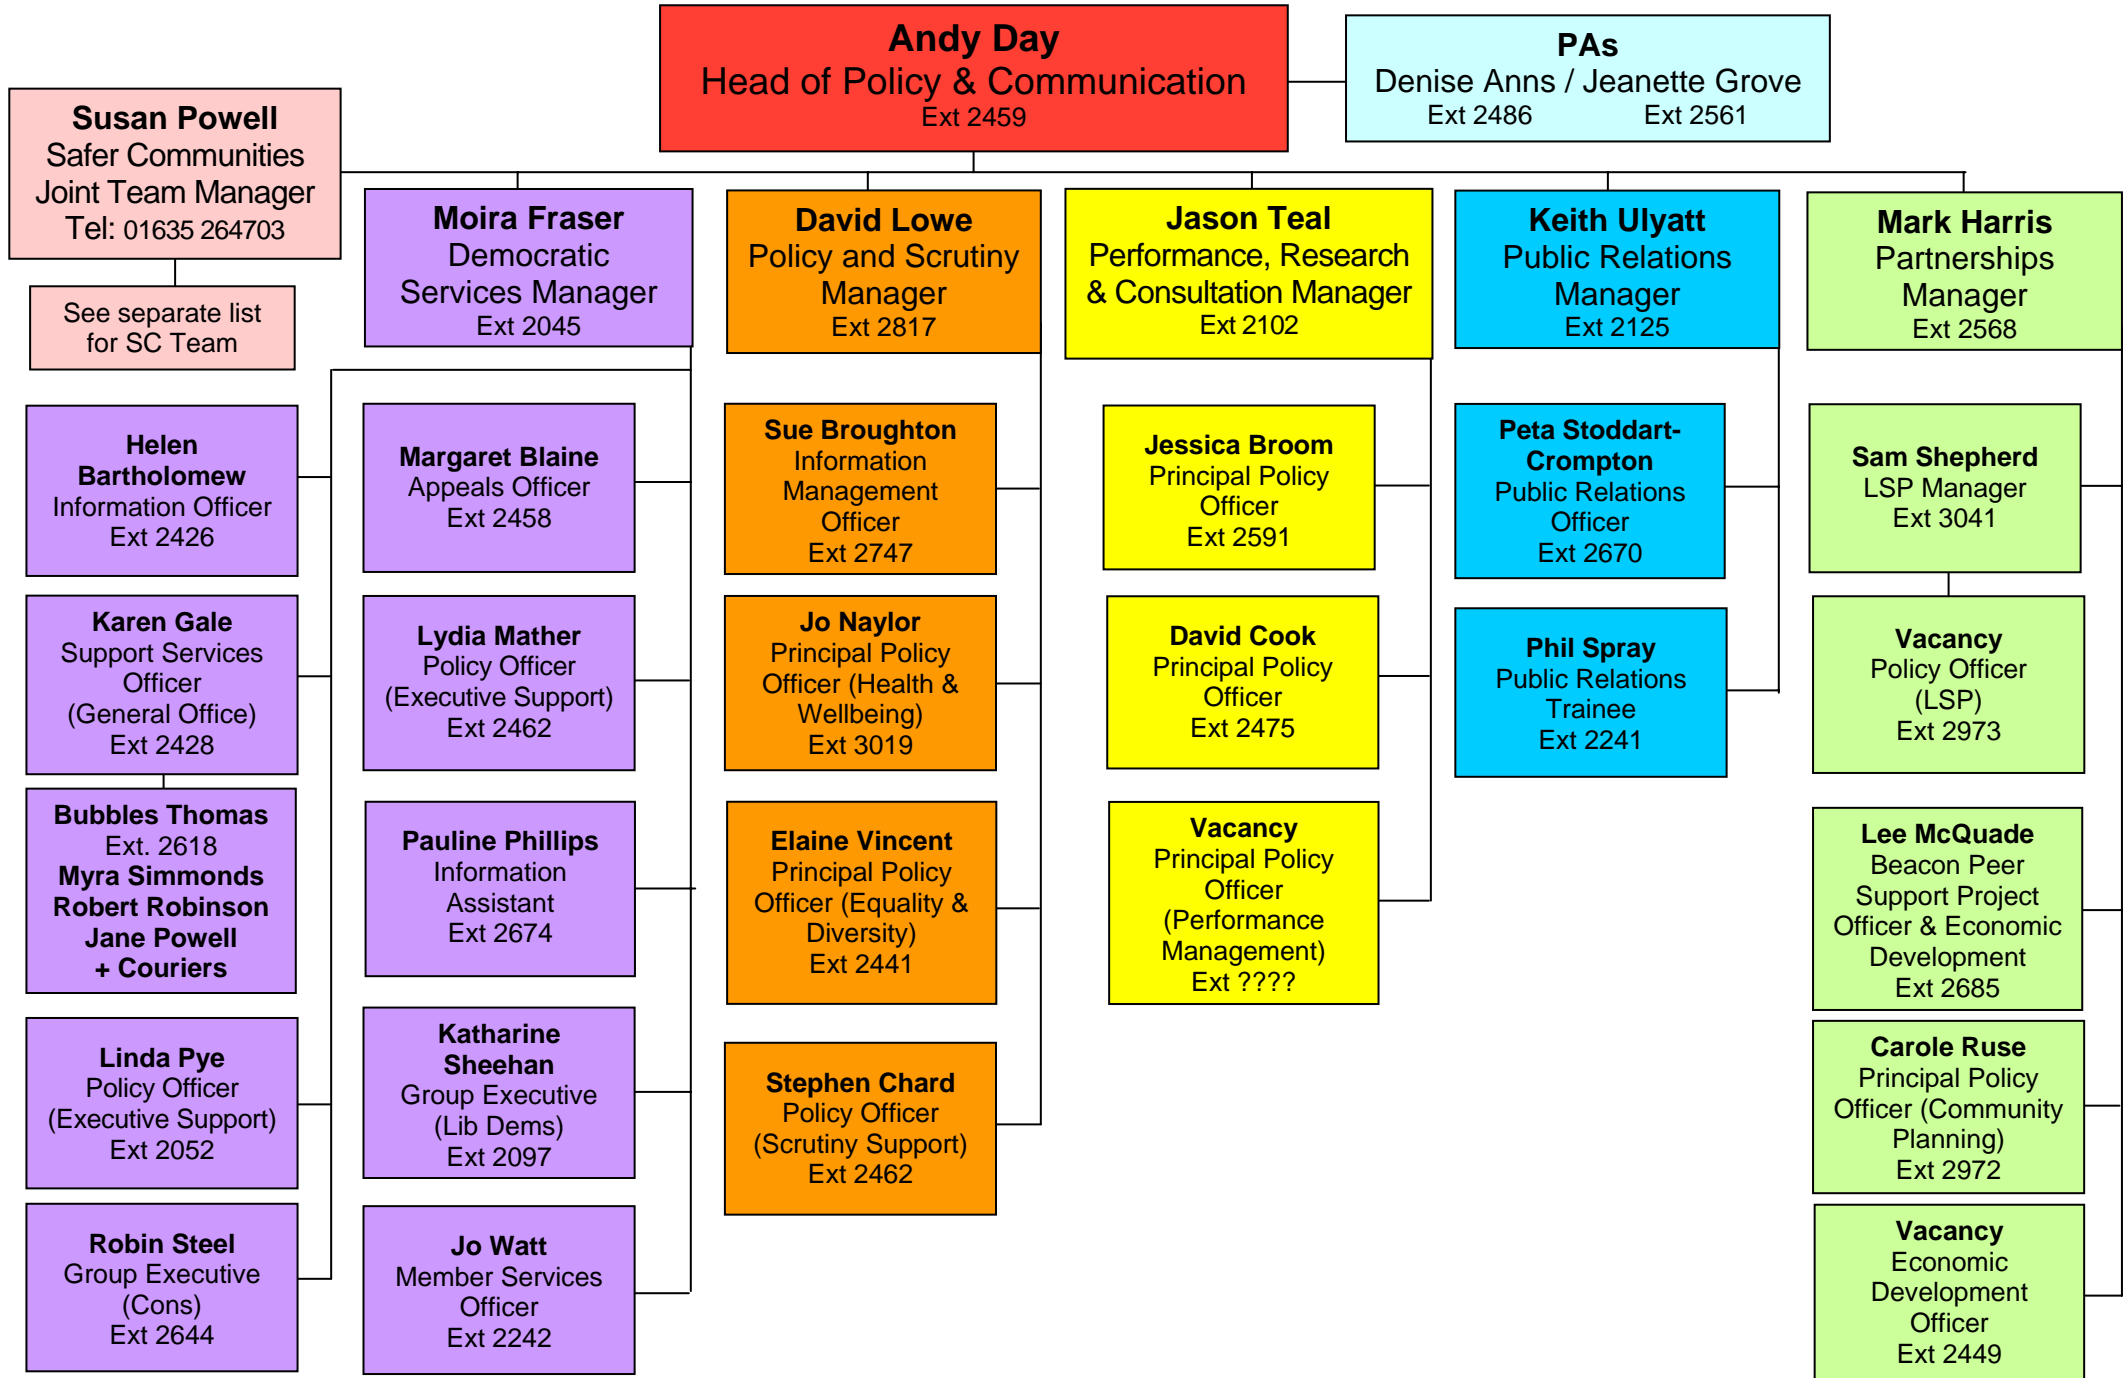 Andy Day
Head of Policy & Communication
Ext 2459
PAs
Denise Anns / Jeanette Grove
Ext 2486 Ext 2561
Susan Powell
Safer Communities
Joint Team Manager
Tel: 01635 264703
See separate list
for SC Team
Moira Fraser
Democratic
Services Manager
Ext 2045
David Lowe
Policy and Scrutiny
Manager
Ext 2817
Jason Teal
Performance, Research
& Consultation Manager
Ext 2102
Keith Ulyatt
Public Relations
Manager
Ext 2125
Mark Harris
Partnerships
Manager
Ext 2568
Helen
Bartholomew
Information Officer
Ext 2426
Karen Gale
Support Services
Officer
(General Office)
Ext 2428
Bubbles Thomas
Ext. 2618
Myra Simmonds
Robert Robinson
Jane Powell
+ Couriers
Linda Pye
Policy Officer
(Executive Support)
Ext 2052
Robin Steel
Group Executive
(Cons)
Ext 2644
Margaret Blaine
Appeals Officer
Ext 2458
Lydia Mather
Policy Officer
(Executive Support)
Ext 2462
Pauline Phillips
Information
Assistant
Ext 2674
Katharine
Sheehan
Group Executive
(Lib Dems)
Ext 2097
Jo Watt
Member Services
Officer
Ext 2242
Sue Broughton
Information
Management
Officer
Ext 2747
Jo Naylor
Principal Policy
Officer (Health &
Wellbeing)
Ext 3019
Elaine Vincent
Principal Policy
Officer (Equality &
Diversity)
Ext 2441
Stephen Chard
Policy Officer
(Scrutiny Support)
Ext 2462
Jessica Broom
Principal Policy
Officer
Ext 2591
David Cook
Principal Policy
Officer
Ext 2475
Vacancy
Principal Policy
Officer
(Performance
Management)
Ext ????
Peta Stoddart-
Crompton
Public Relations
Officer
Ext 2670
Phil Spray
Public Relations
Trainee
Ext 2241
Sam Shepherd
LSP Manager
Ext 3041
Vacancy
Policy Officer
(LSP)
Ext 2973
Lee McQuade
Beacon Peer
Support Project
Officer & Economic
Development
Ext 2685
Carole Ruse
Principal Policy
Officer (Community
Planning)
Ext 2972
Vacancy
Economic
Development
Officer
Ext 2449